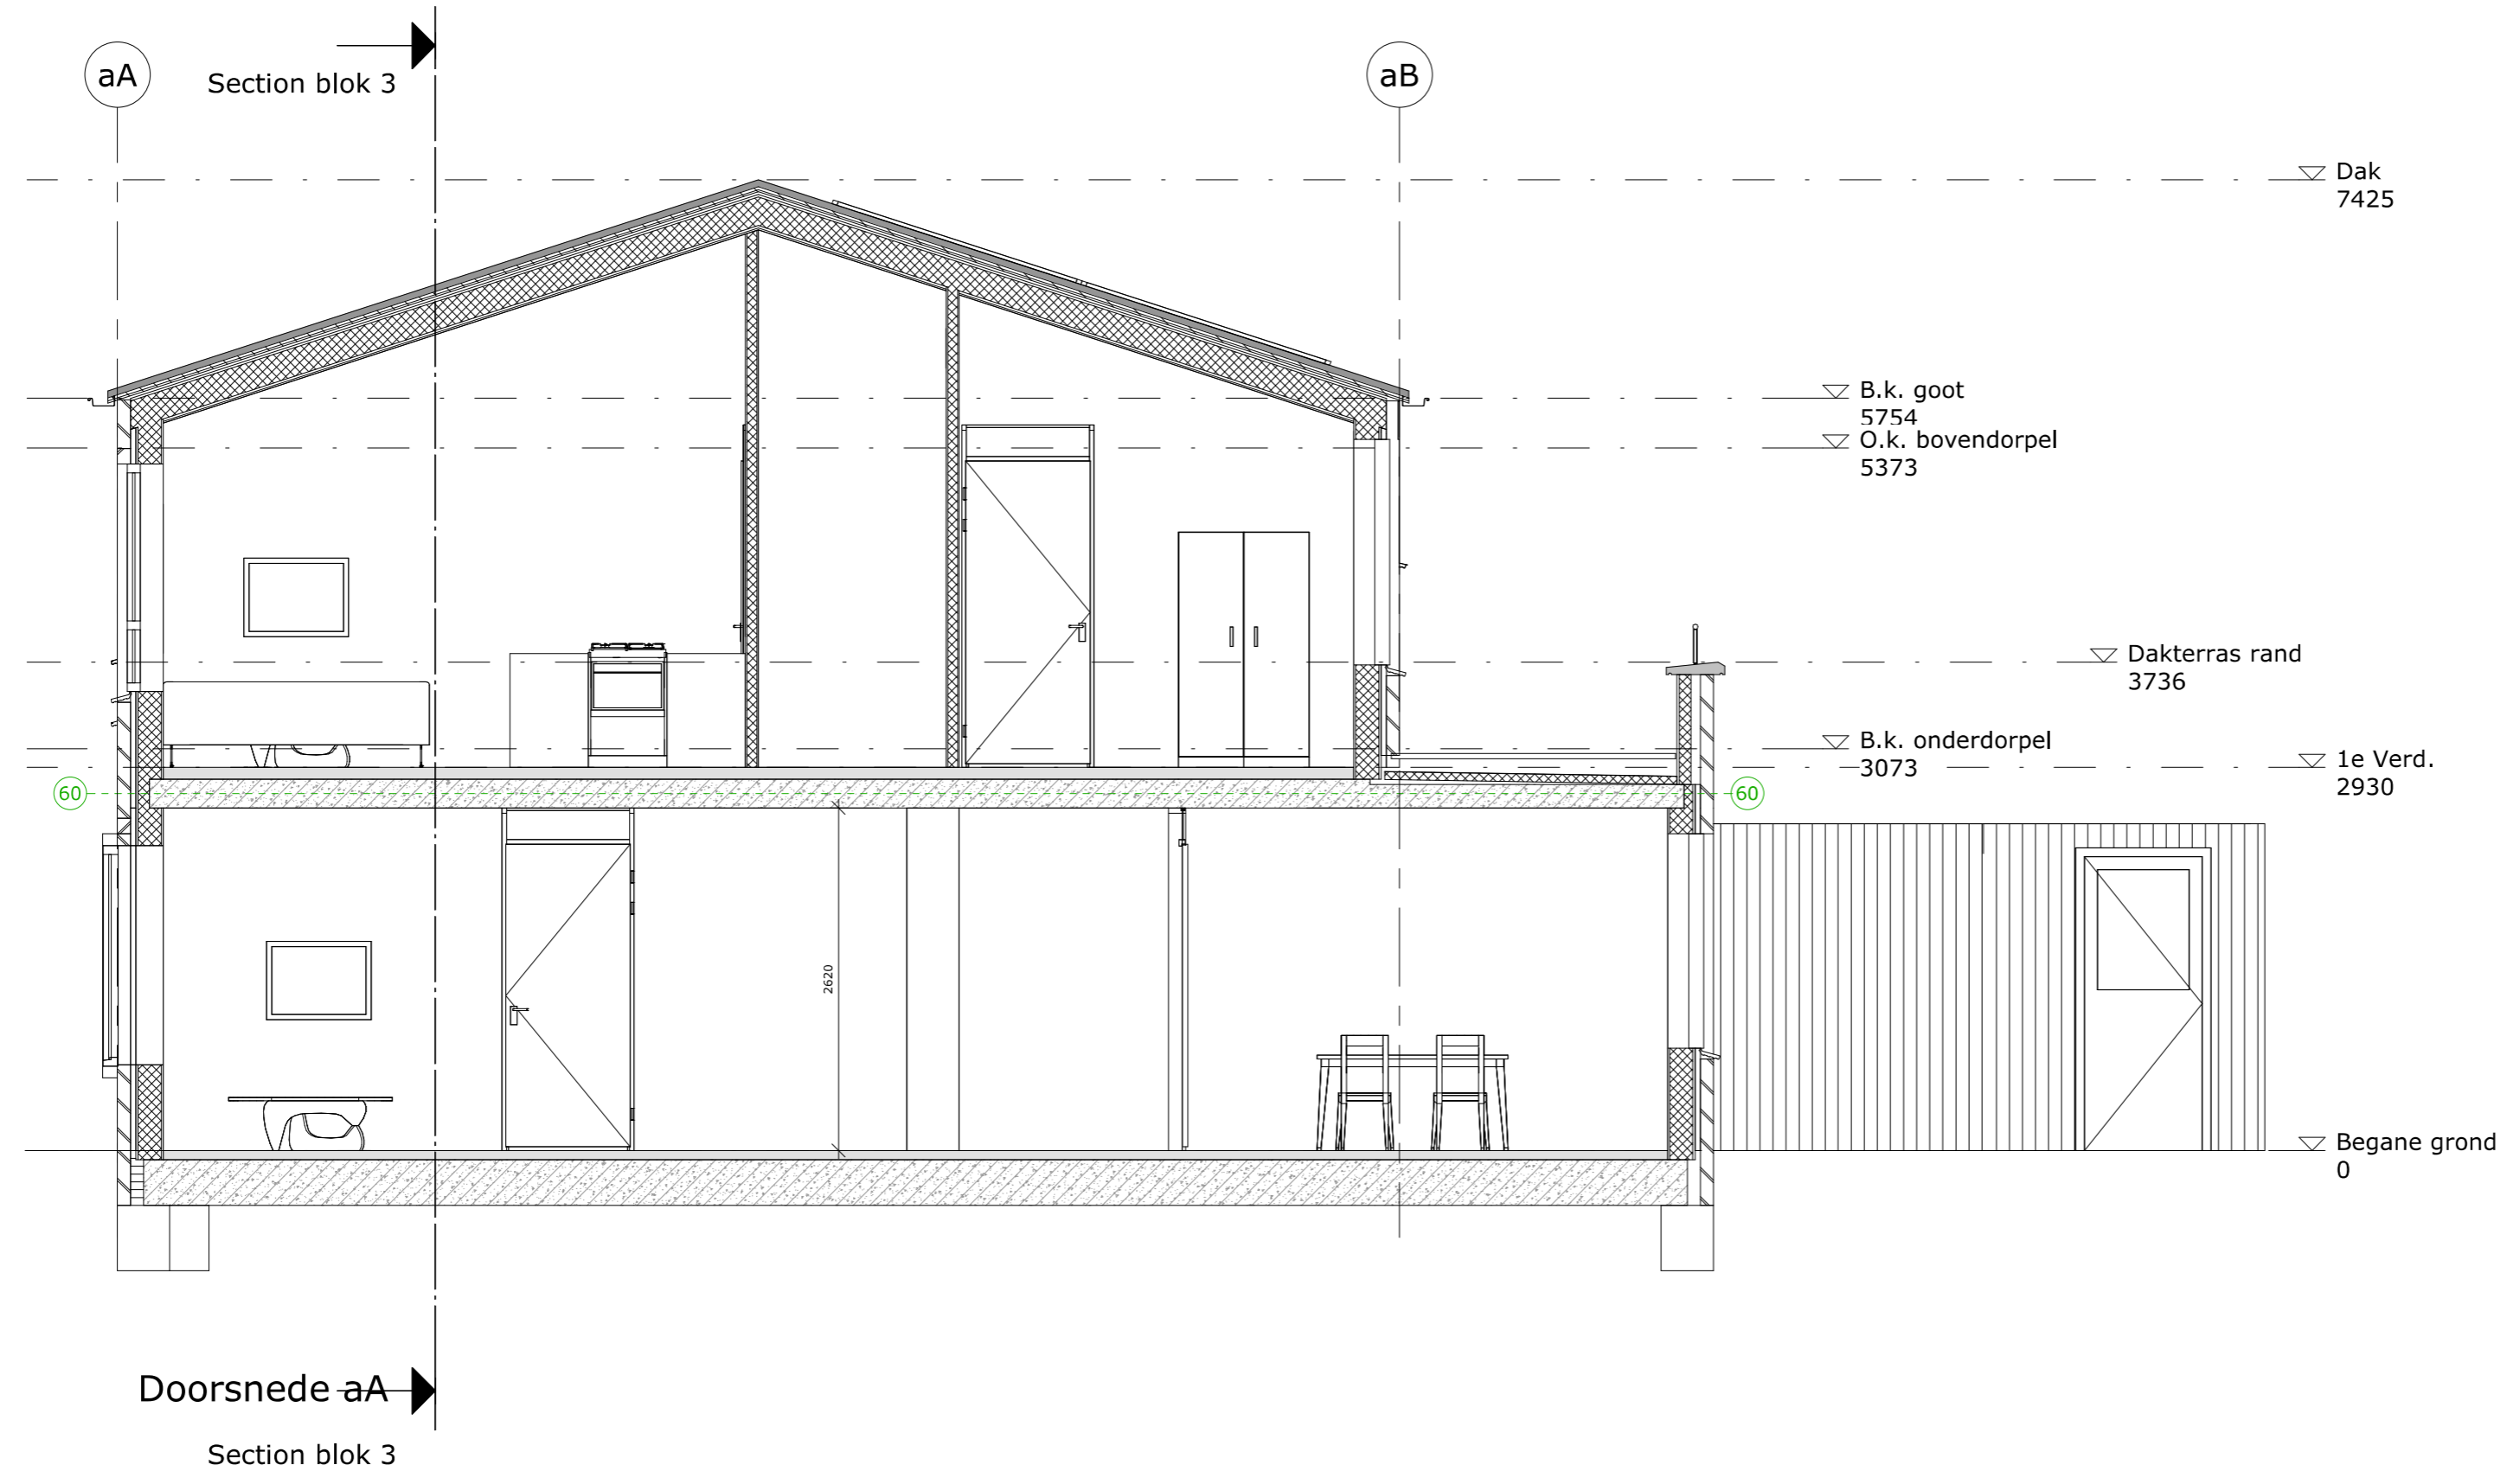 Section blok 3
aA
aB
Dak
7425
B.k. goot
5754
O.k. bovendorpel
5373
Dakterras rand
3736
B.k. onderdorpel
3073
1e Verd.
2930
60
60
2620
Begane grond
0
Doorsnede aA
Section blok 3